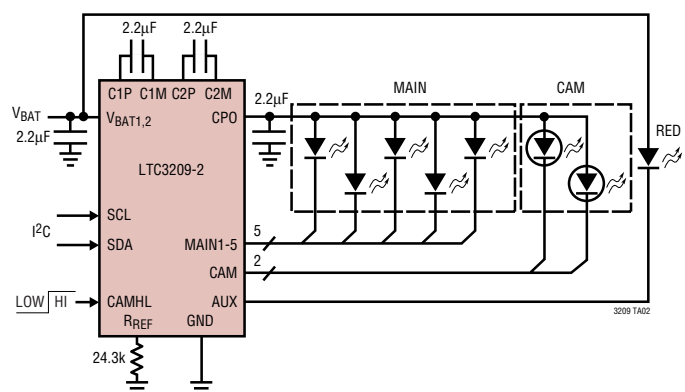 2.2µF 2.2µF
C1P C1M C2P C2M
MAIN
CAM
VBAT
VBAT1,2
CPO
2.2µF
2.2µF
RED
LTC3209-2
I²C
SCL
SDA
MAIN1-5
5
CAM
2
LOW HI
CAMHL
AUX
RREF
GND
3209 TA02
24.3k